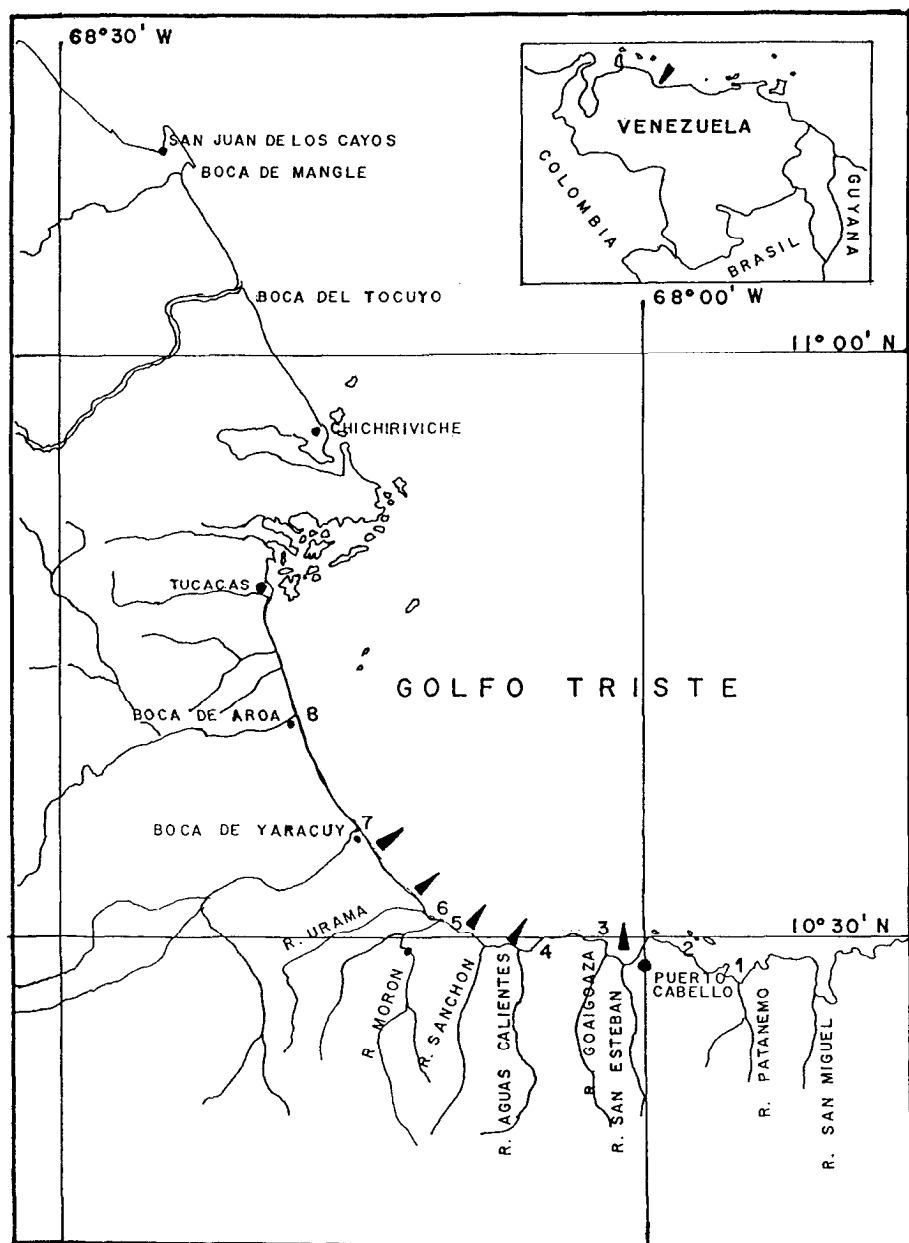 68°30' W
SAN JUAN DE LOS CAYOS
BOCA DE MANGLE
VENEZUELA
COLOMBIA
GUYANA
BRASIL
68°00' W
BOCA DEL TOCUYO
11°00' N
CHICHIRIVICHE
TUCACAS
GOLFO TRISTE
BOCA DE AROA
8
BOCA DE YARACUY
7
6
R. URAMA
5
4
3
2
1
10°30' N
PUERTO
CABELLO
R. MORON
R. SANCHON
R. AGUAS CALIENTES
R. GOAIGOAZA
R. SAN ESTEBAN
R. PATANEMO
R. SAN MIGUEL